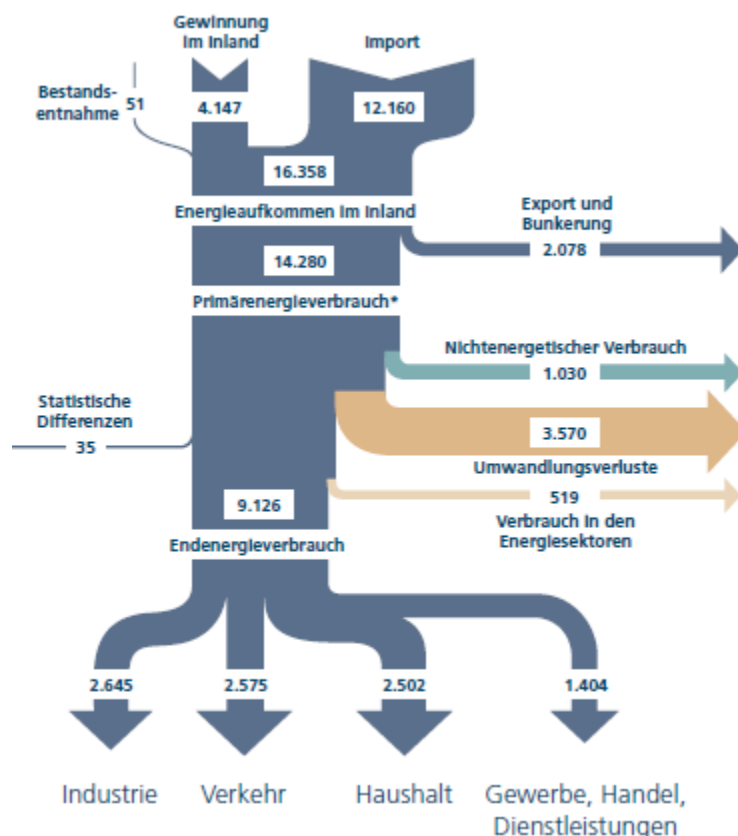 Gewinnung
im Inland
Import
Bestands-
entnahme
51
4.147
12.160
16.358
Energieaufkommen im Inland
Export und
Bunkerung
2.078
14.280
Primärenergieverbrauch*
Nichtenergetischer Verbrauch
1.030
Statistische
Differenzen
35
3.570
Umwandlungsverluste
519
Verbrauch in den
Energiesektoren
9.126
Endenergieverbrauch
2.645
2.575
2.502
1.404
Industrie
Verkehr
Haushalt
Gewerbe, Handel,
Dienstleistungen